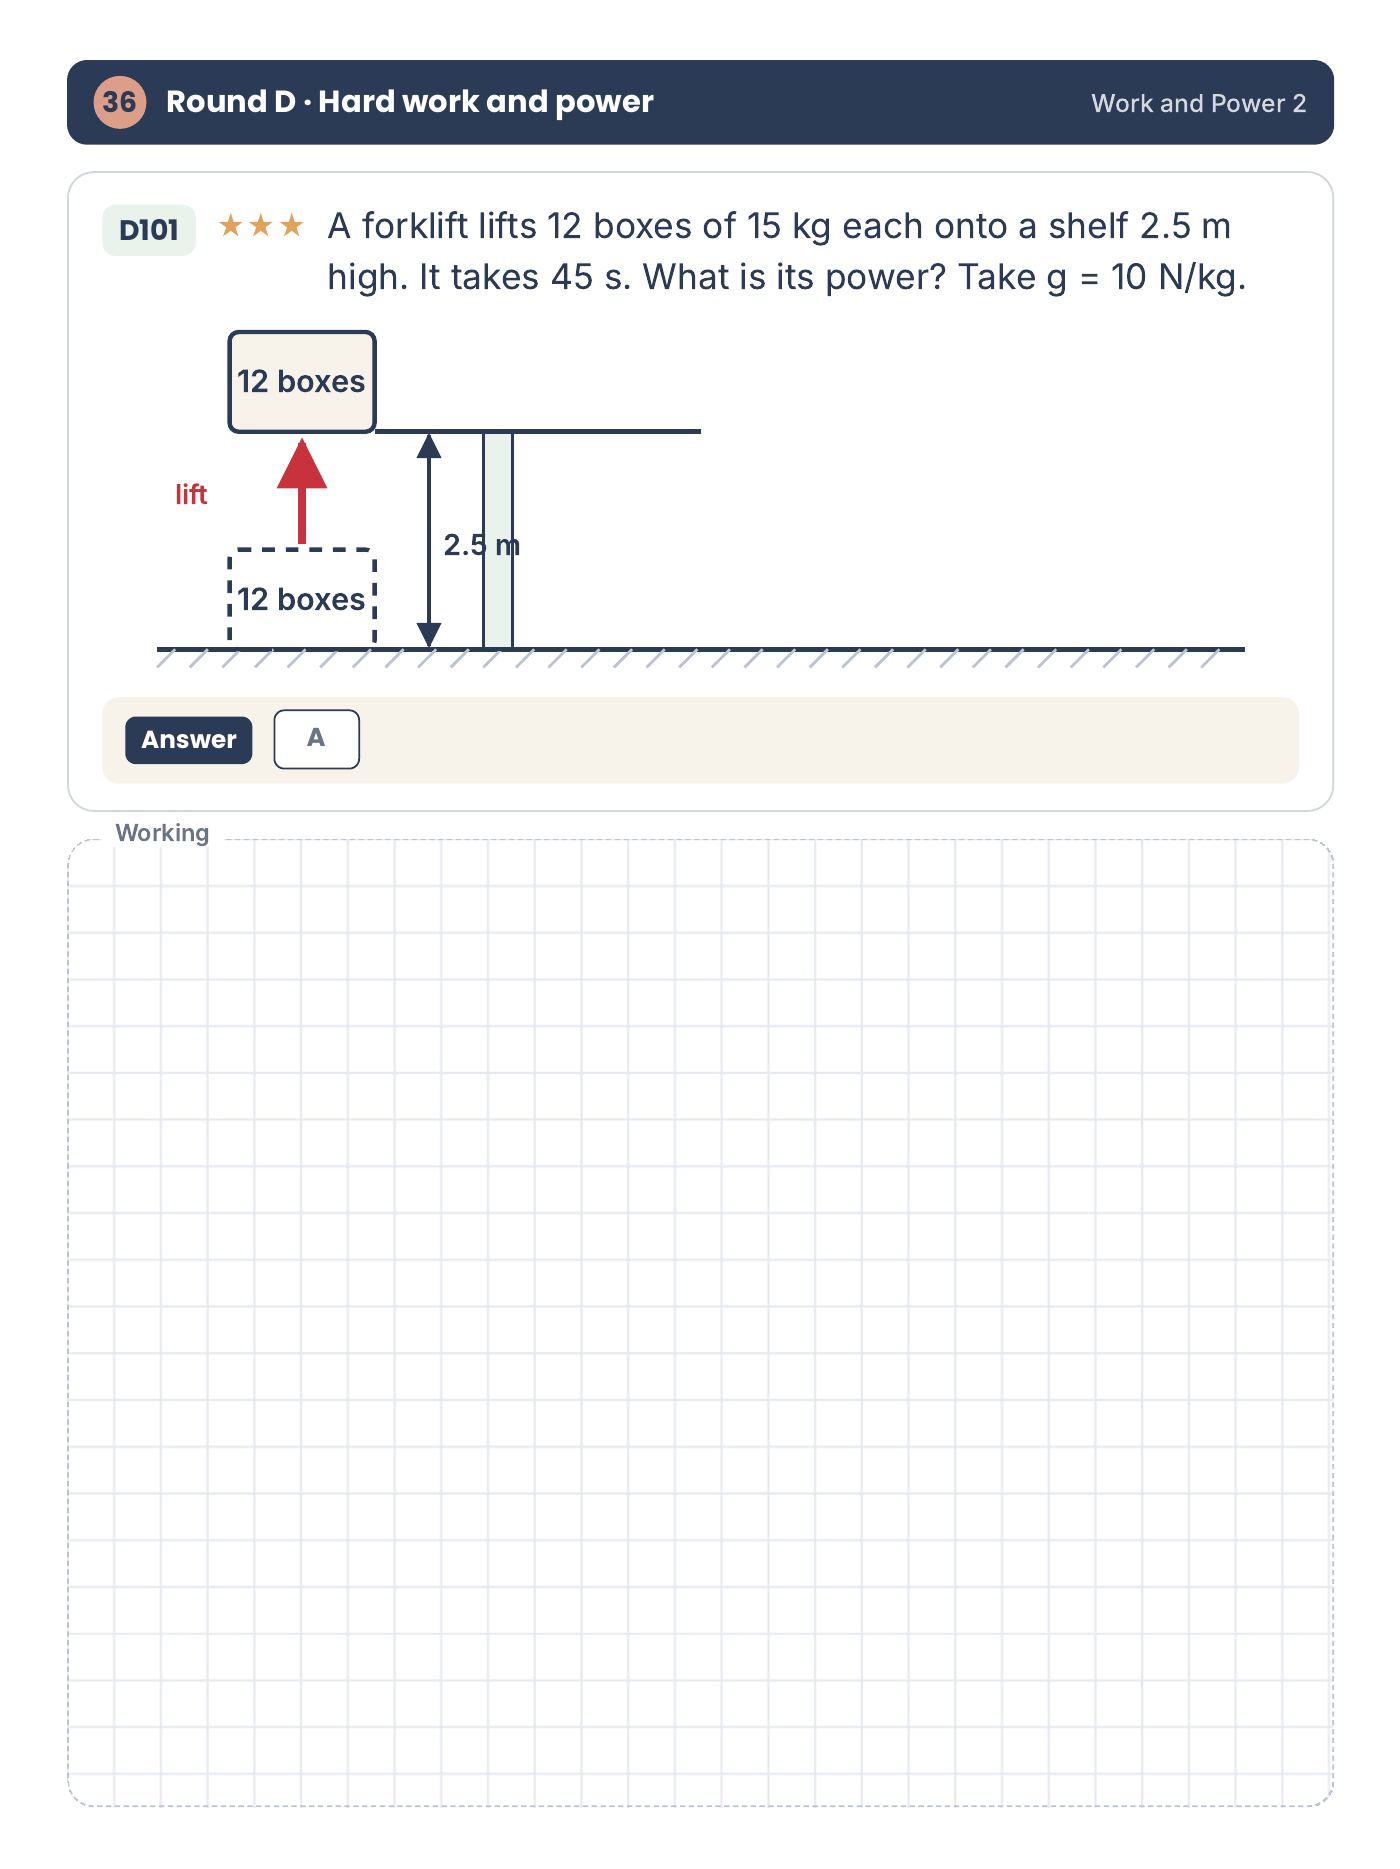 36 Round D · Hard work and power Work and Power 2
D101 ★★★ A forklift lifts 12 boxes of 15 kg each onto a shelf 2.5 m
high. It takes 45 s. What is its power? Take g = 10 N/kg.
12 boxes
lift
2.5 m
12 boxes
Answer A
Working